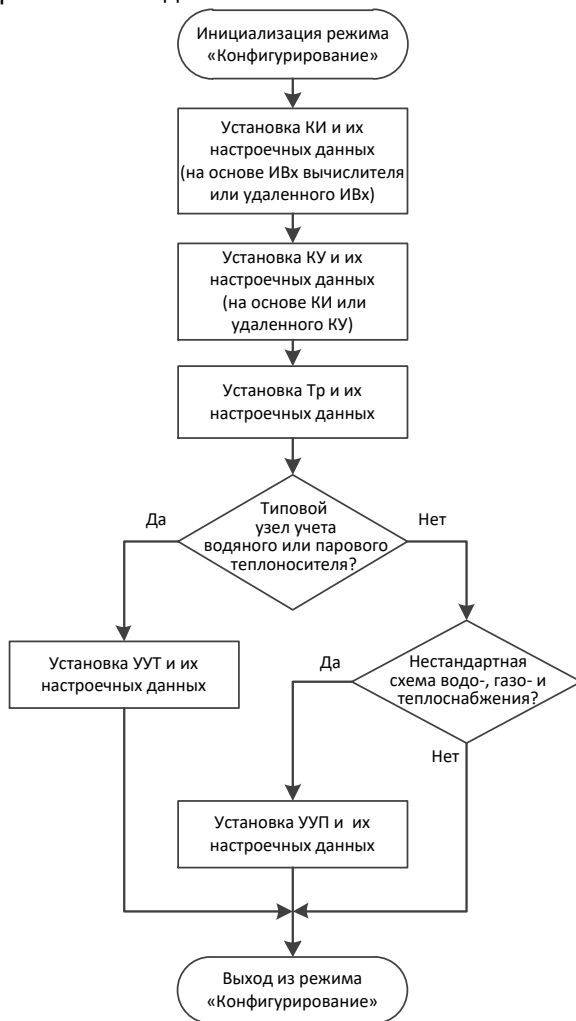 Инициализация режима
«Конфигурирование»
Установка КИ и их
настроечных данных
(на основе ИВх вычислителя
или удаленного ИВх)
Установка КУ и их
настроечных данных
(на основе КИ или
удаленного КУ)
Установка Тр и их
настроечных данных
Типовой
узел учета
водяного или парового
теплоносителя?
Да
Нет
Установка УУТ и их
настроечных данных
Да
Нестандартная
схема водо-, газо- и
теплоснабжения?
Нет
Установка УУП и их
настроечных данных
Выход из режима
«Конфигурирование»